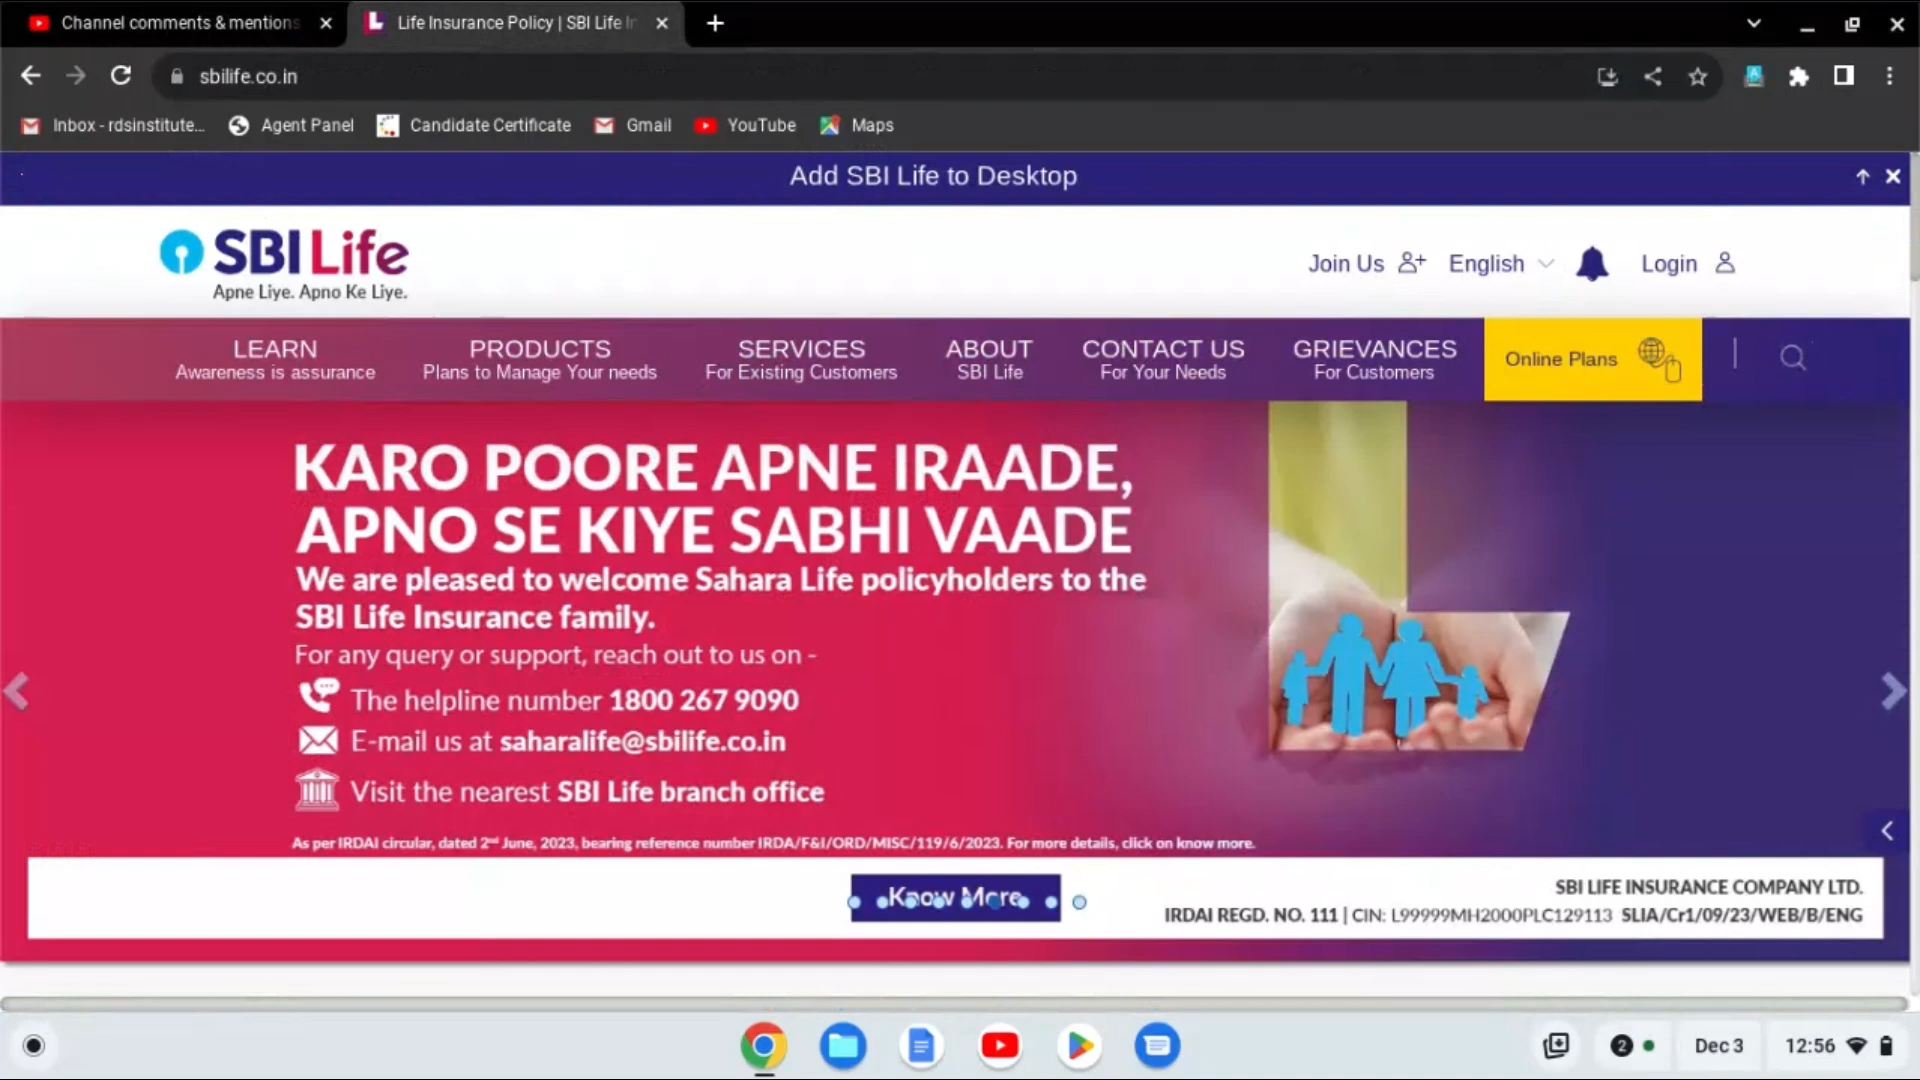 Channel comments & mentions
Life Insurance Policy | SBI Life
sbilife.co.in
Inbox - rdsinstitute...
Agent Panel
Candidate Certificate
Gmail
YouTube
Maps
Add SBI Life to Desktop
SBI Life
Apne Liye. Apno Ke Liye.
Join Us
English
Login
LEARN
Awareness is assurance
PRODUCTS
Plans to Manage Your needs
SERVICES
For Existing Customers
ABOUT
SBI Life
CONTACT US
For Your Needs
GRIEVANCES
For Customers
Online Plans
KARO POORE APNE IRAADE,
APNO SE KIYE SABHI VAADE
We are pleased to welcome Sahara Life policyholders to the
SBI Life Insurance family.
For any query or support, reach out to us on -
The helpline number 1800 267 9090
E-mail us at saharalife@sbilife.co.in
Visit the nearest SBI Life branch office
As per IRDAI circular, dated 2nd June, 2023, bearing reference number IRDA/F&I/ORD/MISC/119/6/2023. For more details, click on know more.
Know More
SBI LIFE INSURANCE COMPANY LTD.
IRDAI REGD. NO. 111 | CIN: L99999MH2000PLC129113 SLIA/Cr1/09/23/WEB/B/ENG
2
Dec 3
12:56